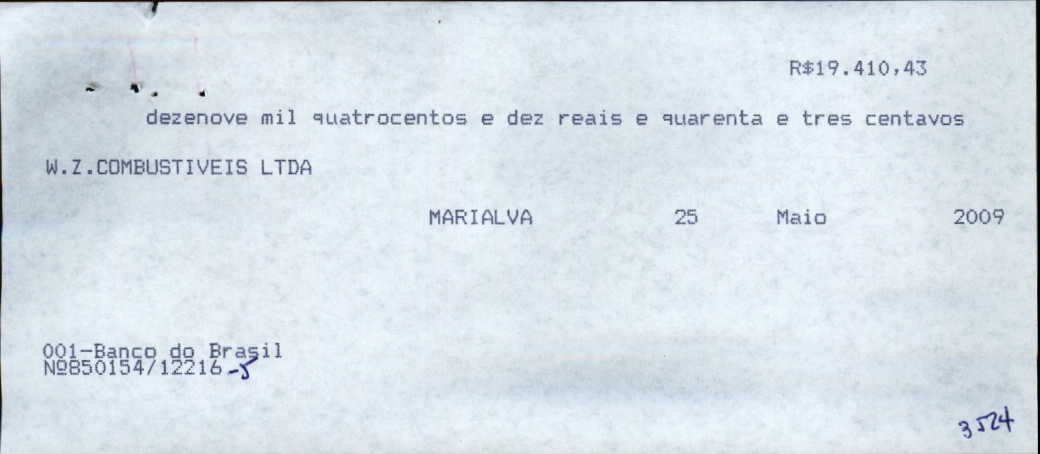 R$19.410,43
dezenove mil quatrocentos e dez reais e quarenta e tres centavos
W.Z.COMBUSTIVEIS LTDA
MARIALVA 25 Maio 2009
001-Banco do Brasil
Nº850154/12216-5
3524